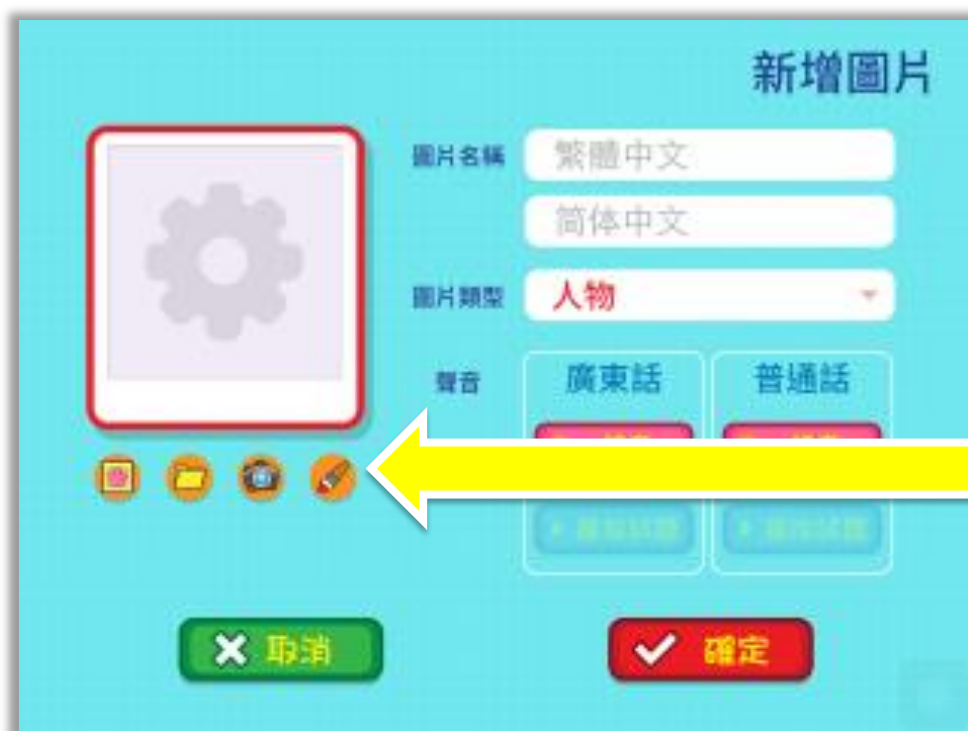 新增圖片
圖片名稱
繁體中文
简体中文
圖片類型
人物
聲音
廣東話
普通話
取消
確定